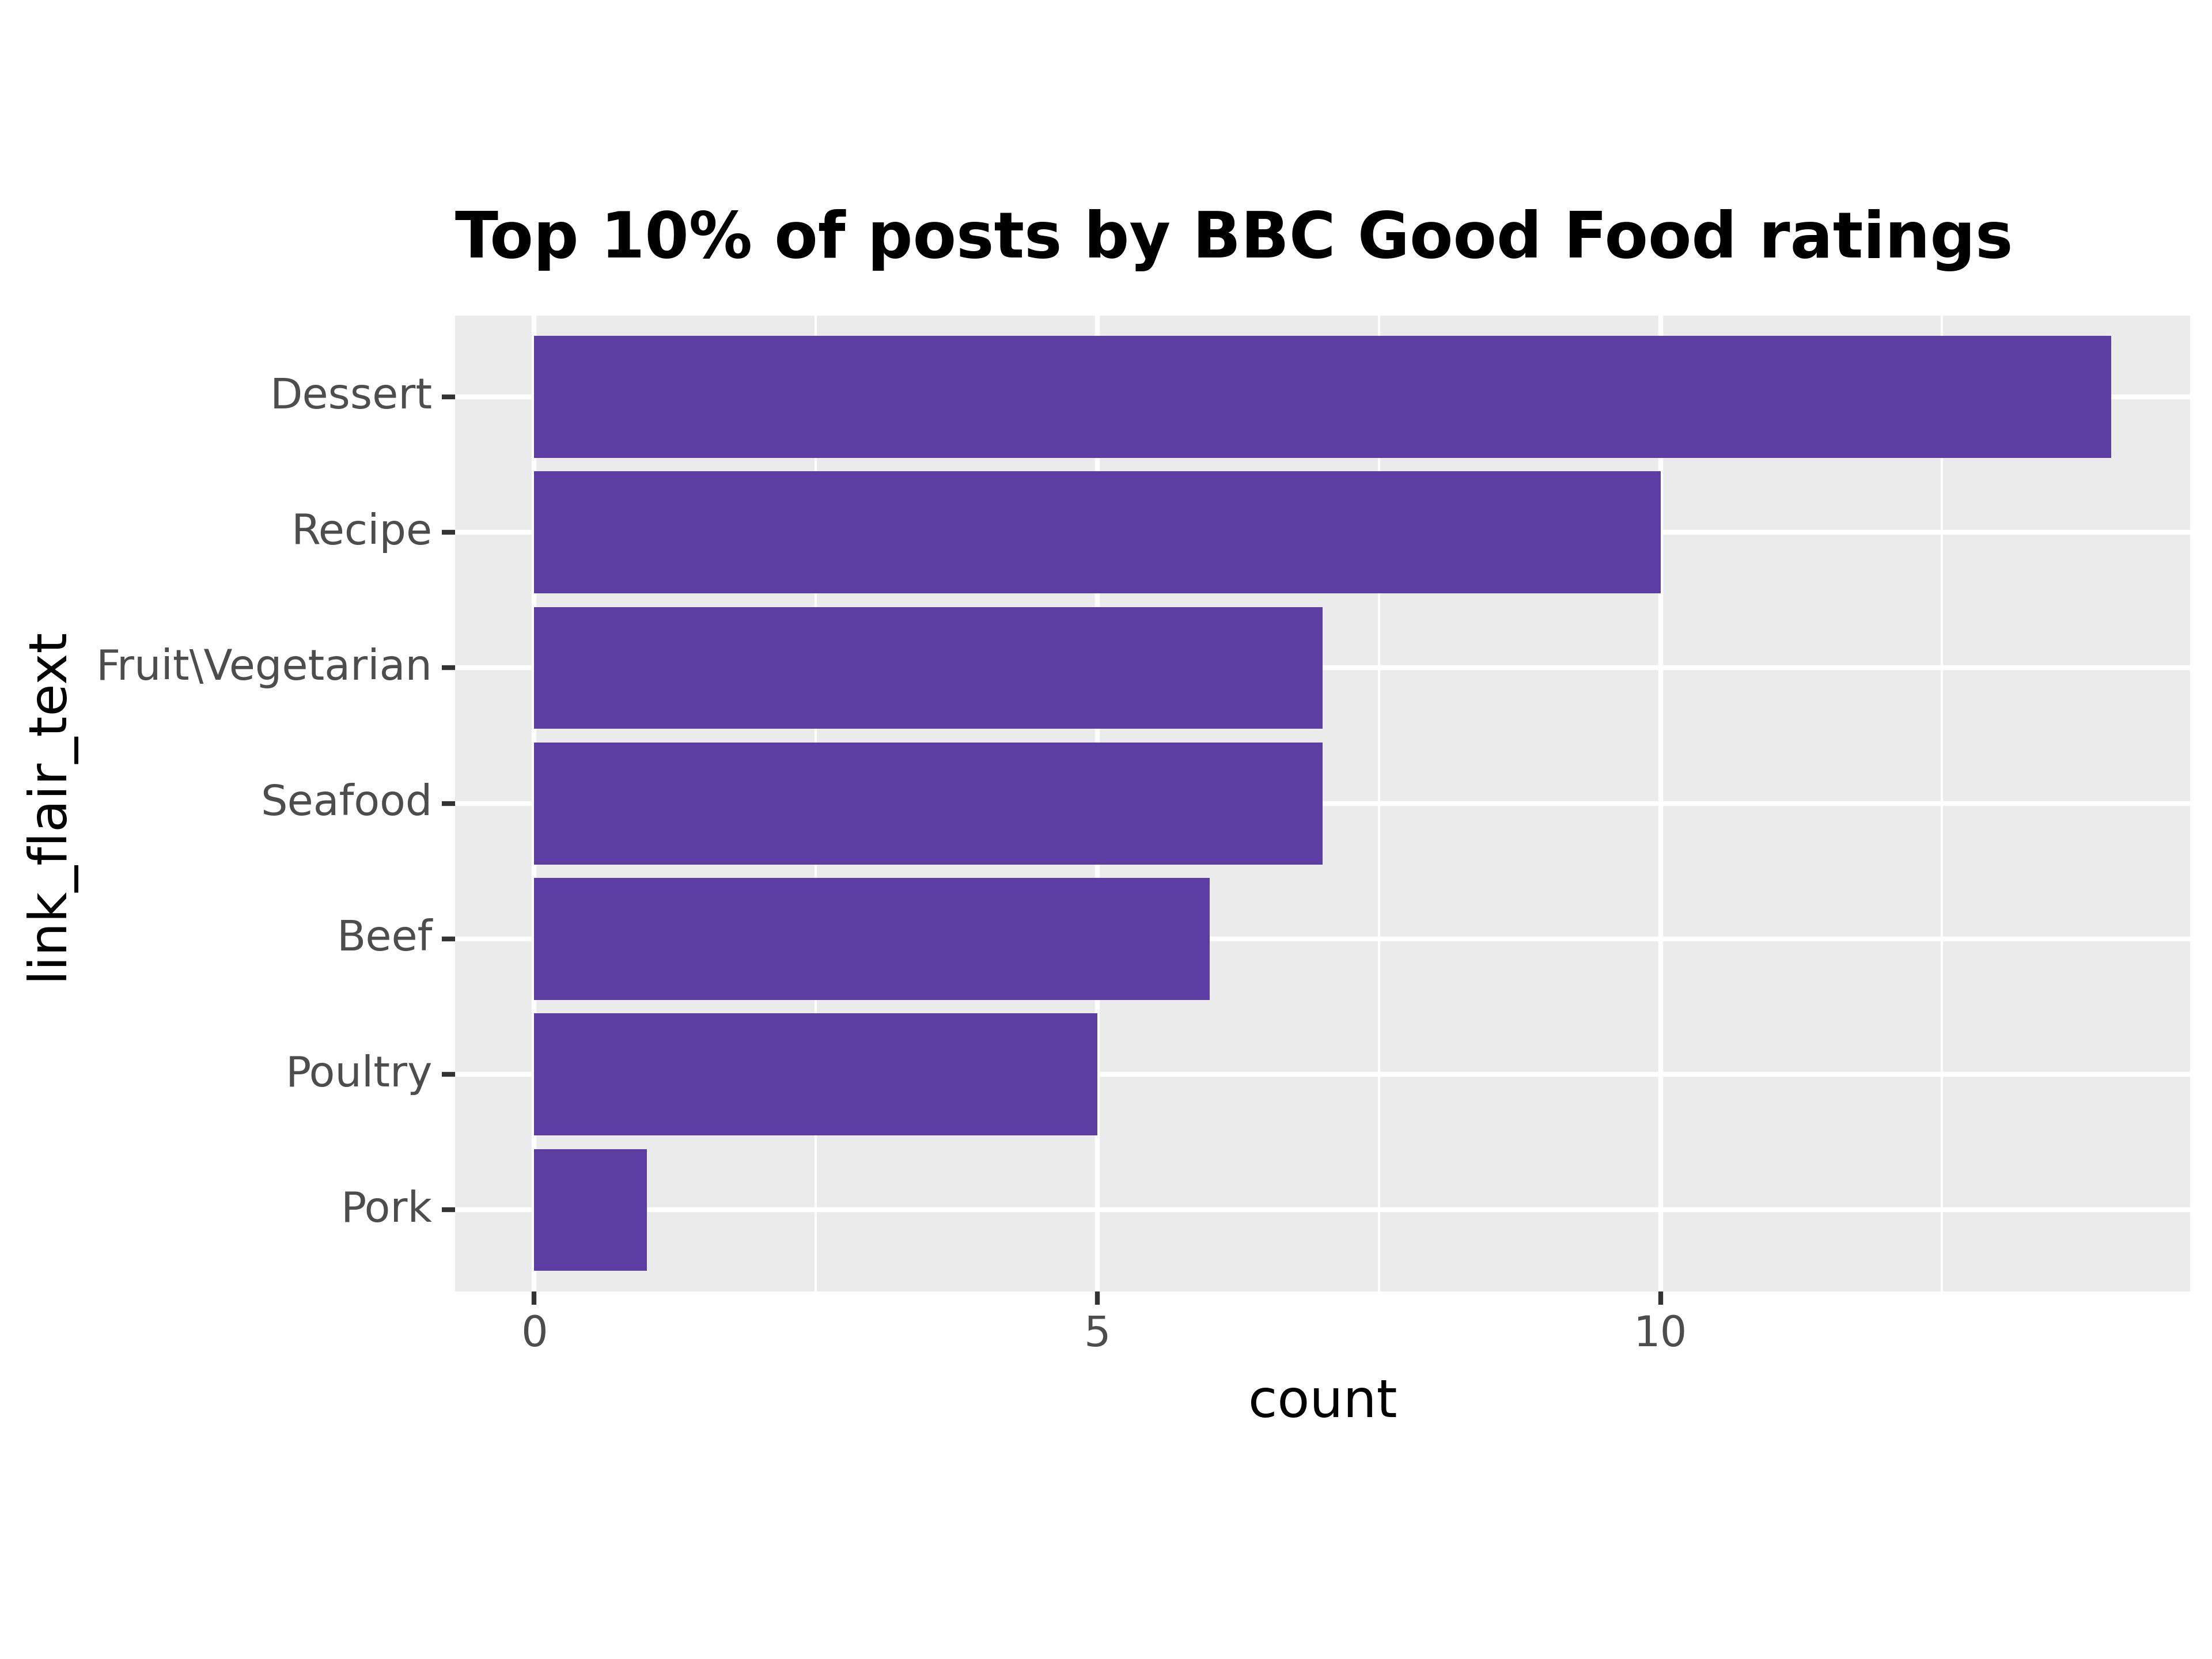 Top 10% of posts by BBC Good Food ratings
link_flair_text
Dessert
Recipe
Fruit\Vegetarian
Seafood
Beef
Poultry
Pork
0 5 10
count